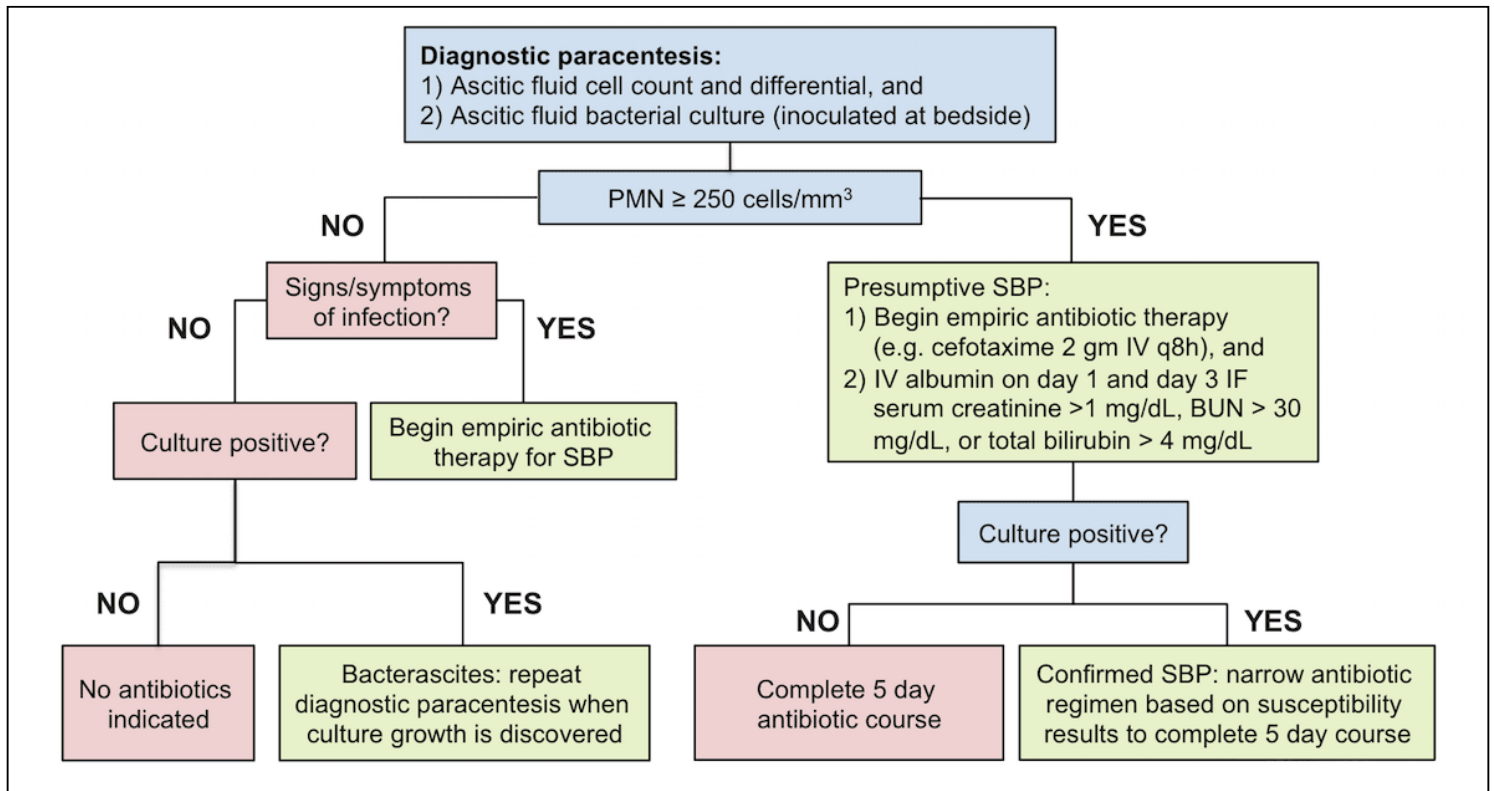 Diagnostic paracentesis:
1) Ascitic fluid cell count and differential, and
2) Ascitic fluid bacterial culture (inoculated at bedside)
PMN ≥ 250 cells/mm³
NO
YES
Signs/symptoms
of infection?
NO
YES
Presumptive SBP:
1) Begin empiric antibiotic therapy
(e.g. cefotaxime 2 gm IV q8h), and
2) IV albumin on day 1 and day 3 IF
serum creatinine >1 mg/dL, BUN > 30
mg/dL, or total bilirubin > 4 mg/dL
Culture positive?
Begin empiric antibiotic
therapy for SBP
Culture positive?
NO
YES
NO
YES
No antibiotics
indicated
Bacterascites: repeat
diagnostic paracentesis when
culture growth is discovered
Complete 5 day
antibiotic course
Confirmed SBP: narrow antibiotic
regimen based on susceptibility
results to complete 5 day course